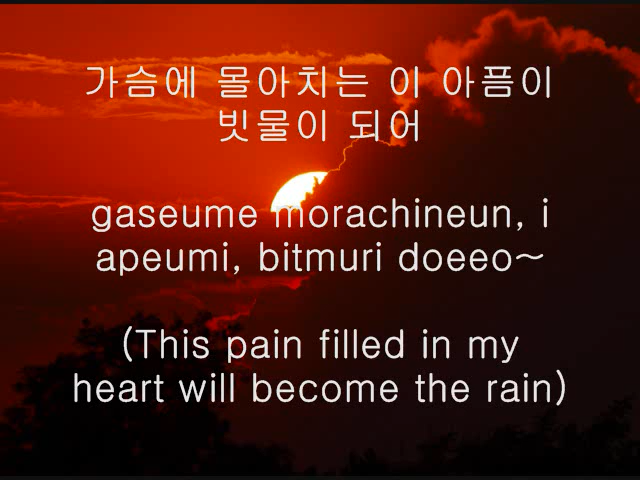 가슴에 몰아치는 이 아픔이
빗물이 되어
gaseume morachineun, i
apeumi, bitmuri doeeo~
(This pain filled in my
heart will become the rain)